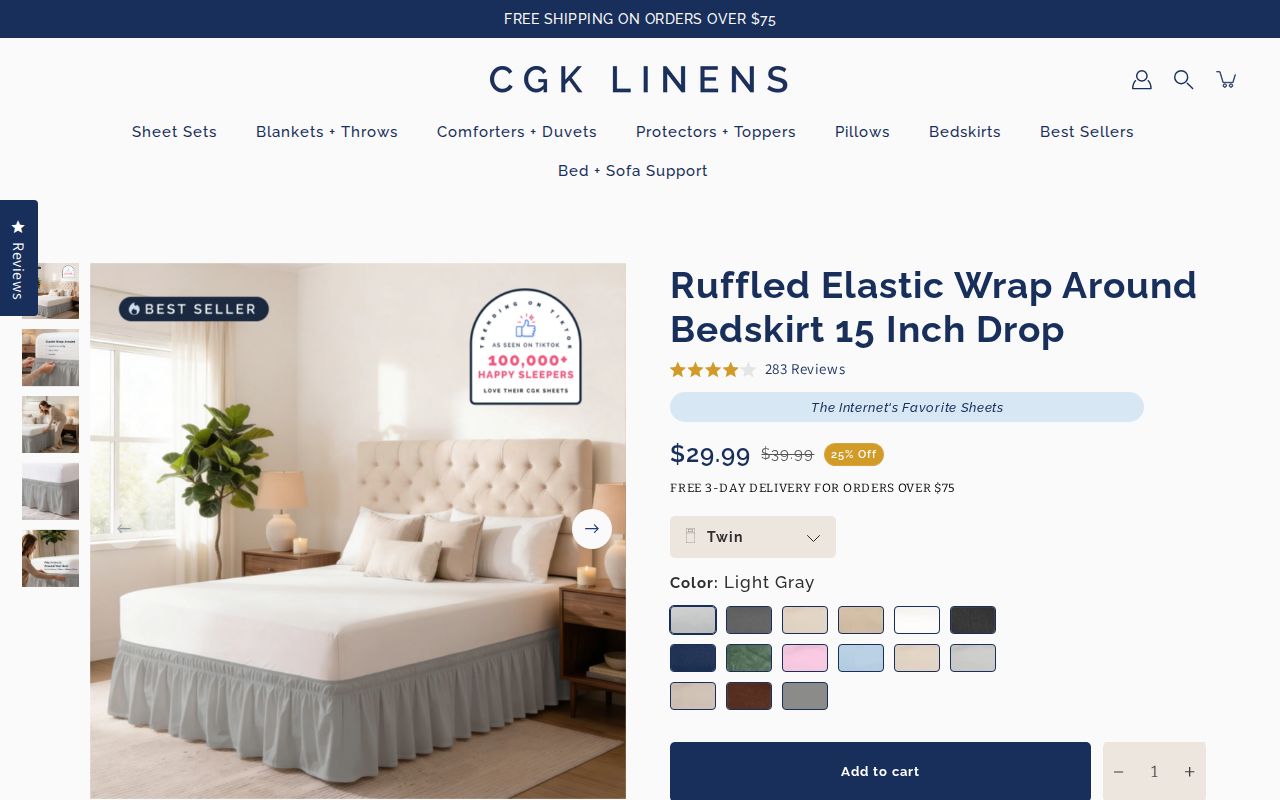 FREE SHIPPING ON ORDERS OVER $75
CGK LINENS
Sheet Sets
Blankets + Throws
Comforters + Duvets
Protectors + Toppers
Pillows
Bedskirts
Best Sellers
Bed + Sofa Support
Reviews
BEST SELLER
TRENDING ON TIKTOK
AS SEEN ON TIKTOK
100,000+
HAPPY SLEEPERS
LOVE THEIR CGK SHEETS
Ruffled Elastic Wrap Around
Bedskirt 15 Inch Drop
283 Reviews
The Internet's Favorite Sheets
$29.99 $39.99 25% Off
FREE 3-DAY DELIVERY FOR ORDERS OVER $75
Twin
Color: Light Gray
Add to cart
− 1 +